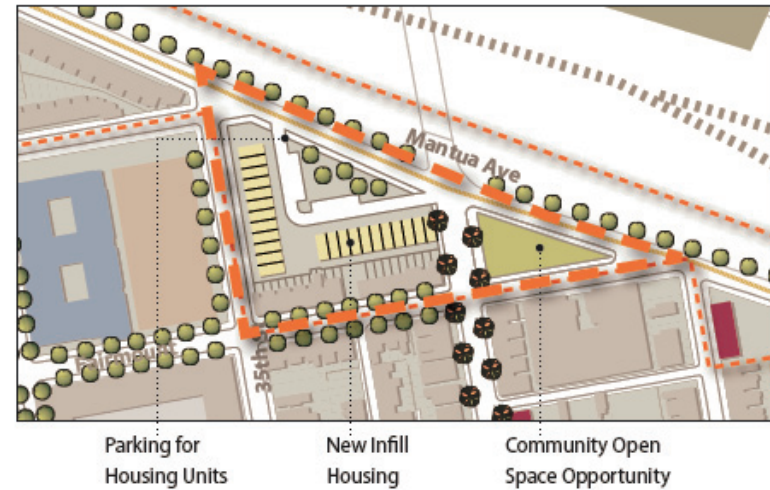 Mantua Ave
Fairmount
35th
Parking for
Housing Units
New Infill
Housing
Community Open
Space Opportunity